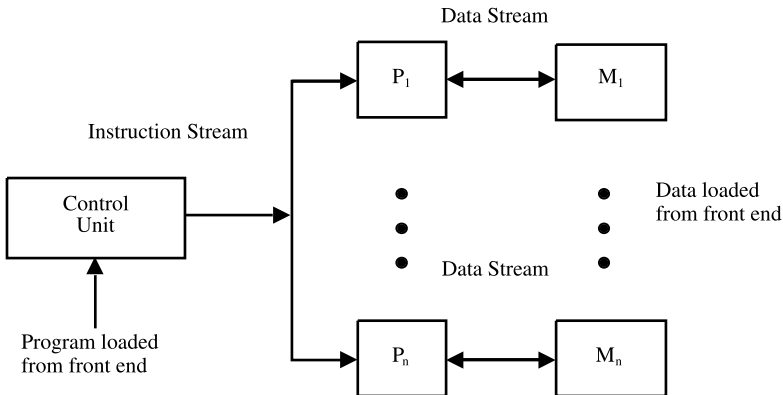 Data Stream
P1
M1
Instruction Stream
Control
Unit
Data loaded
from front end
Data Stream
Program loaded
from front end
Pn
Mn